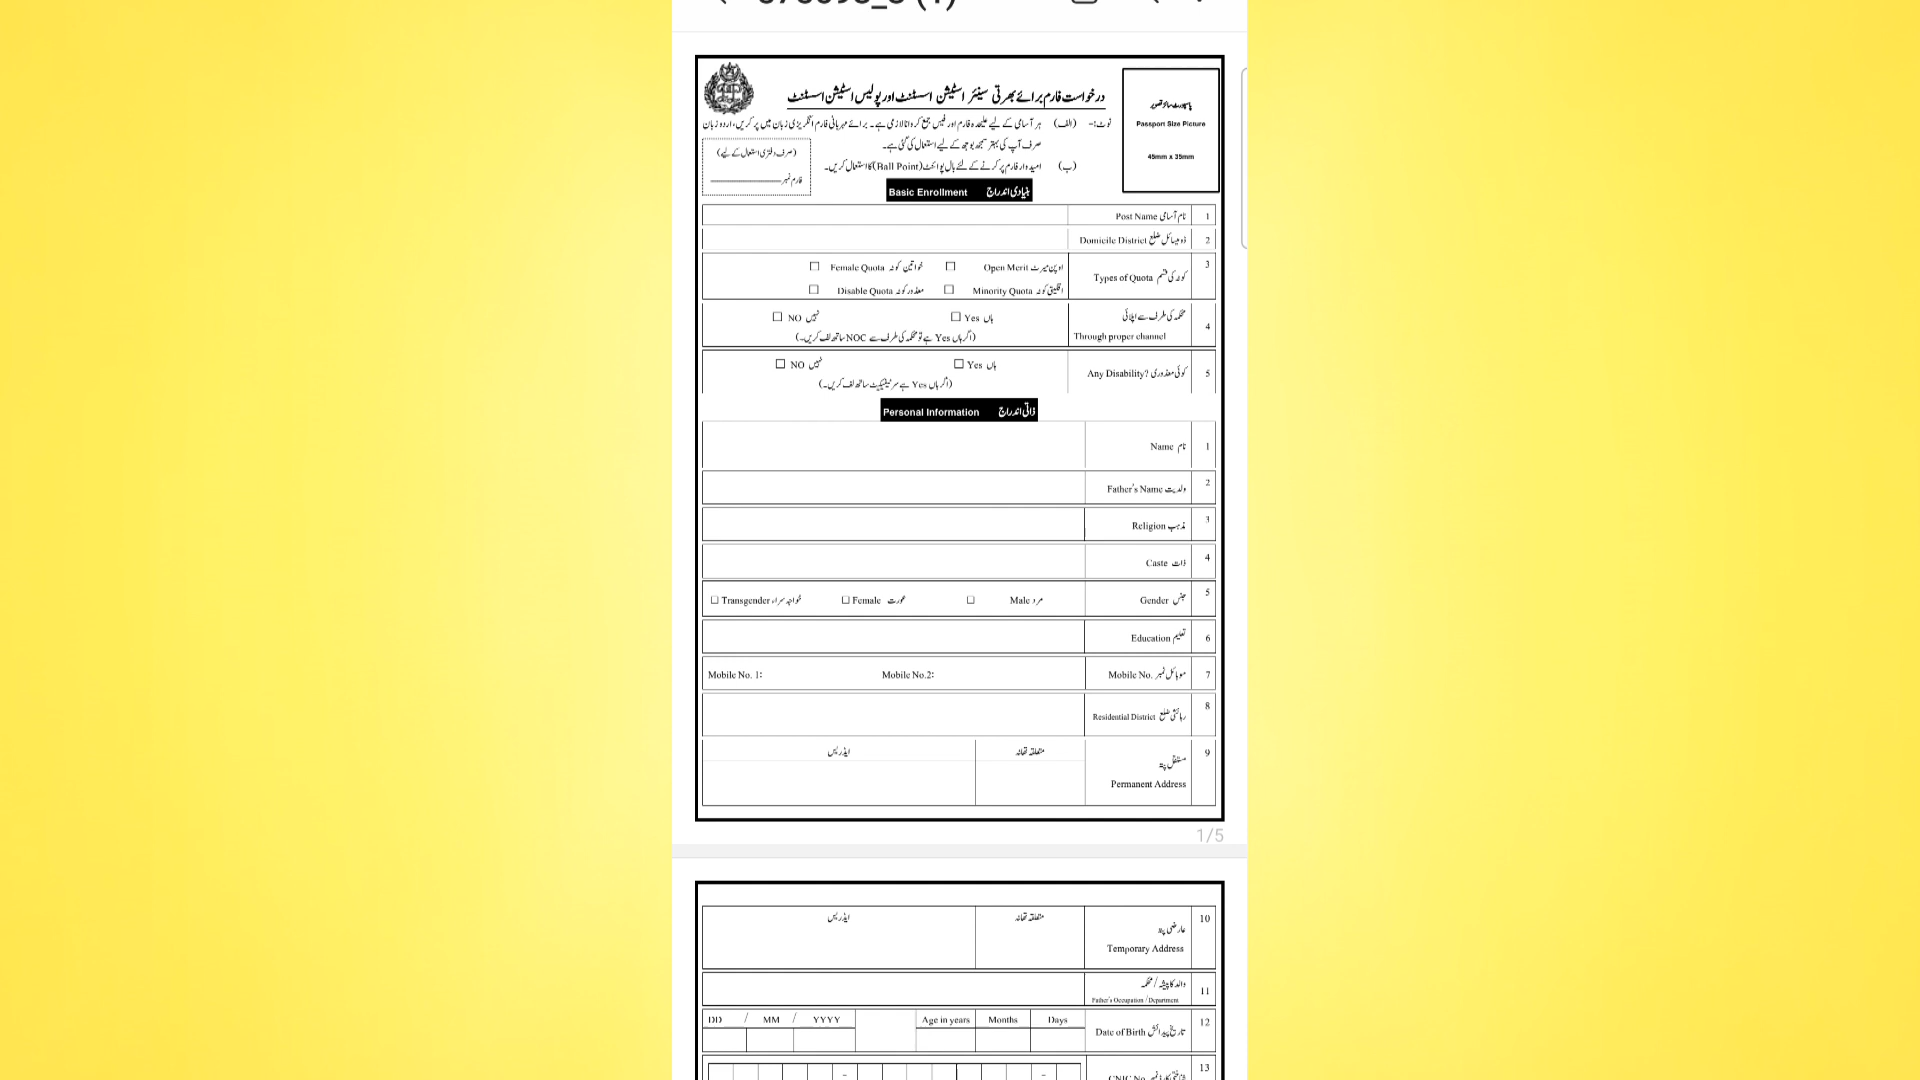 درخواست فارم برائے بھرتی سینئر اسٹیشن اسسٹنٹ اور پولیس اسٹیشن اسسٹنٹ
پاسپورٹ سائز تصویر
Passport Size Picture
45mm x 35mm
نوٹ:- (الف) ہر آسامی کے لیے علیحدہ فارم اور فیس جمع کروانا لازمی ہے۔ برائے مہربانی فارم انگریزی زبان میں پر کریں، اردو زبان
صرف آپ کی بہتر سمجھ بوجھ کے لیے استعمال کی گئی ہے۔
(ب) امیدوار فارم پر کرنے کے لئے بال پوائنٹ (Ball Point) کا استعمال کریں۔
(صرف دفتری استعمال کے لیے)
فارم نمبر
Basic Enrollment بنیادی اندراج
1 نام آسامی Post Name
2 ڈومیسائل ضلع Domicile District
3 کوٹہ کی قسم Types of Quota
اوپن میرٹ Open Merit ☐ خواتین کوٹہ Female Quota ☐
اقلیتی کوٹہ Minority Quota ☐ معذور کوٹہ Disable Quota ☐
4 محکمہ کی طرف سے اپلائی
Through proper channel
ہاں Yes ☐ نہیں NO ☐
(اگر ہاں Yes ہے تو محکمہ کی طرف سے NOC ساتھ لف کریں۔)
5 کوئی معذوری Any Disability?
ہاں Yes ☐ نہیں NO ☐
(اگر ہاں Yes ہے سرٹیفیکیٹ ساتھ لف کریں۔)
Personal Information ذاتی اندراج
1 نام Name
2 ولدیت Father's Name
3 مذہب Religion
4 ذات Caste
5 جنس Gender
مرد Male ☐ عورت Female ☐ خواجہ سراء Transgender ☐
6 تعلیم Education
7 موبائل نمبر Mobile No.
Mobile No. 1: Mobile No.2:
8 رہائشی ضلع Residential District
9 مستقل پتہ
Permanent Address
متعلقہ تھانہ ایڈریس
1/5
10 عارضی پتہ
Temporary Address
متعلقہ تھانہ ایڈریس
11 والد کا پیشہ / محکمہ
Father's Occupation / Department
12 تاریخ پیدائش Date of Birth
DD / MM / YYYY Age in years Months Days
13 شناختی کارڈ نمبر CNIC No.